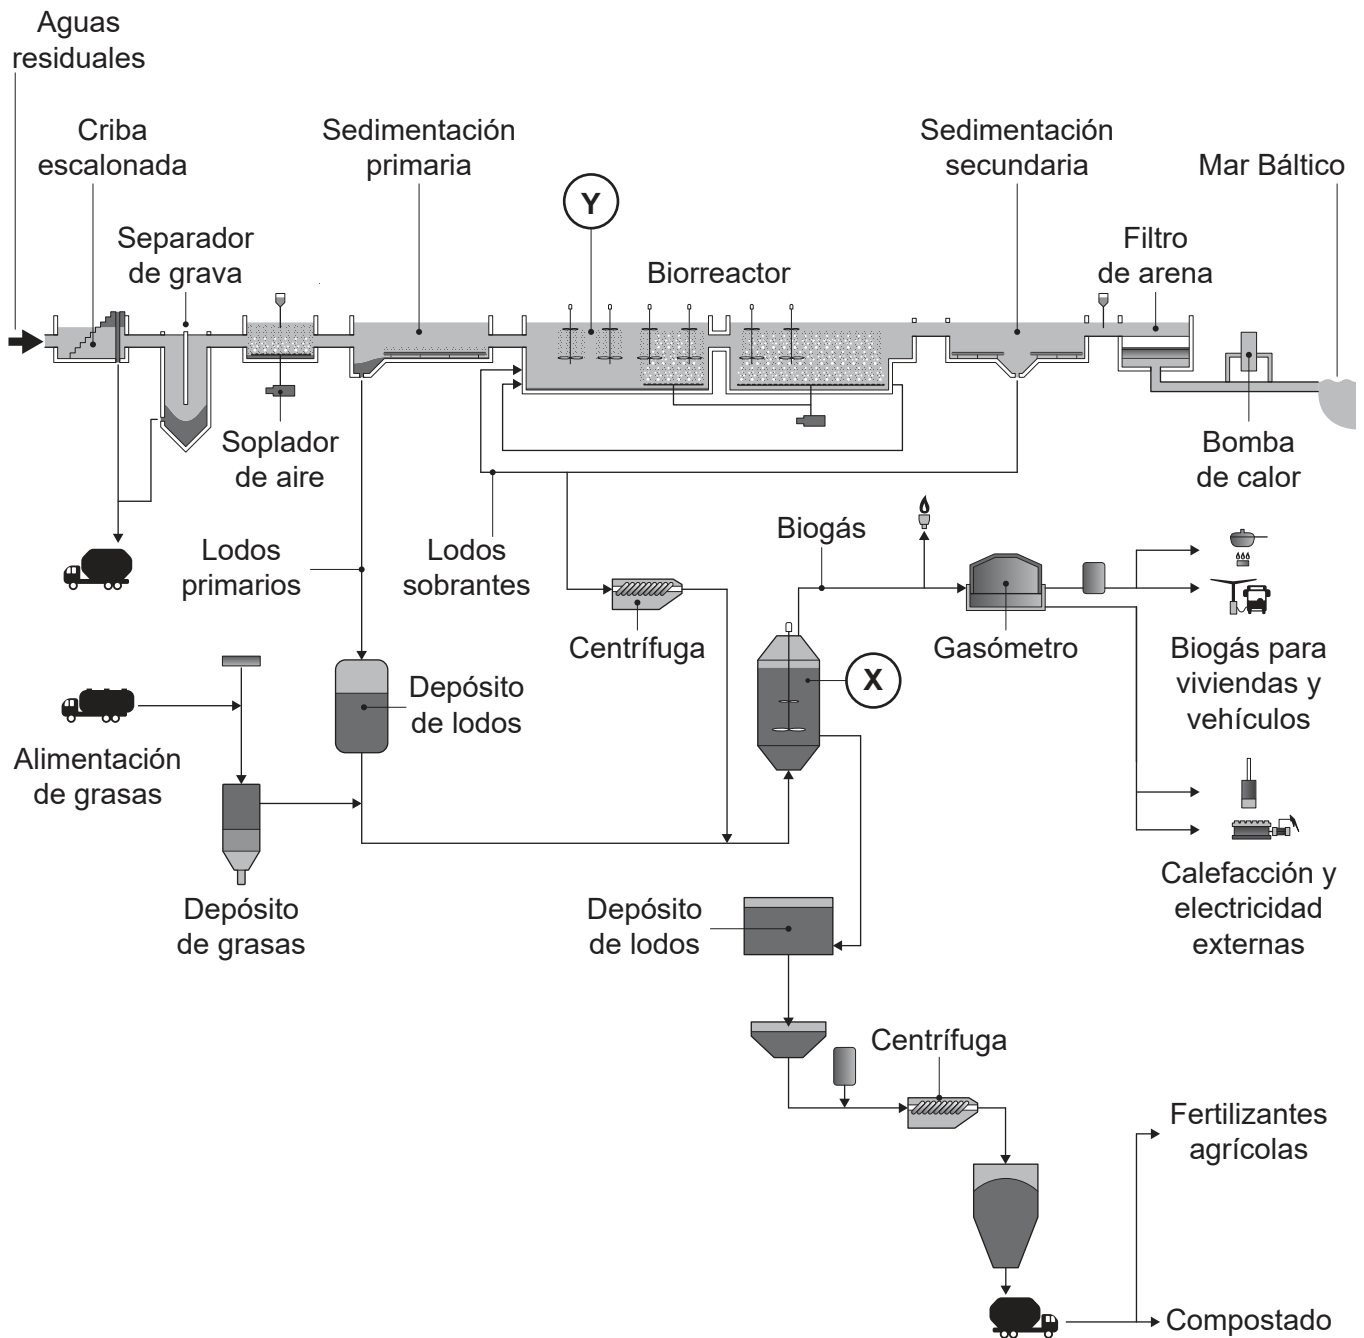 Aguas
residuales
Criba
escalonada
Sedimentación
primaria
Sedimentación
secundaria
Mar Báltico
Y
Separador
de grava
Biorreactor
Filtro
de arena
Soplador
de aire
Bomba
de calor
Lodos
primarios
Lodos
sobrantes
Biogás
Centrífuga
Gasómetro
Biogás para
viviendas y
vehículos
X
Depósito
de lodos
Alimentación
de grasas
Depósito
de grasas
Depósito
de lodos
Calefacción y
electricidad
externas
Centrífuga
Fertilizantes
agrícolas
Compostado